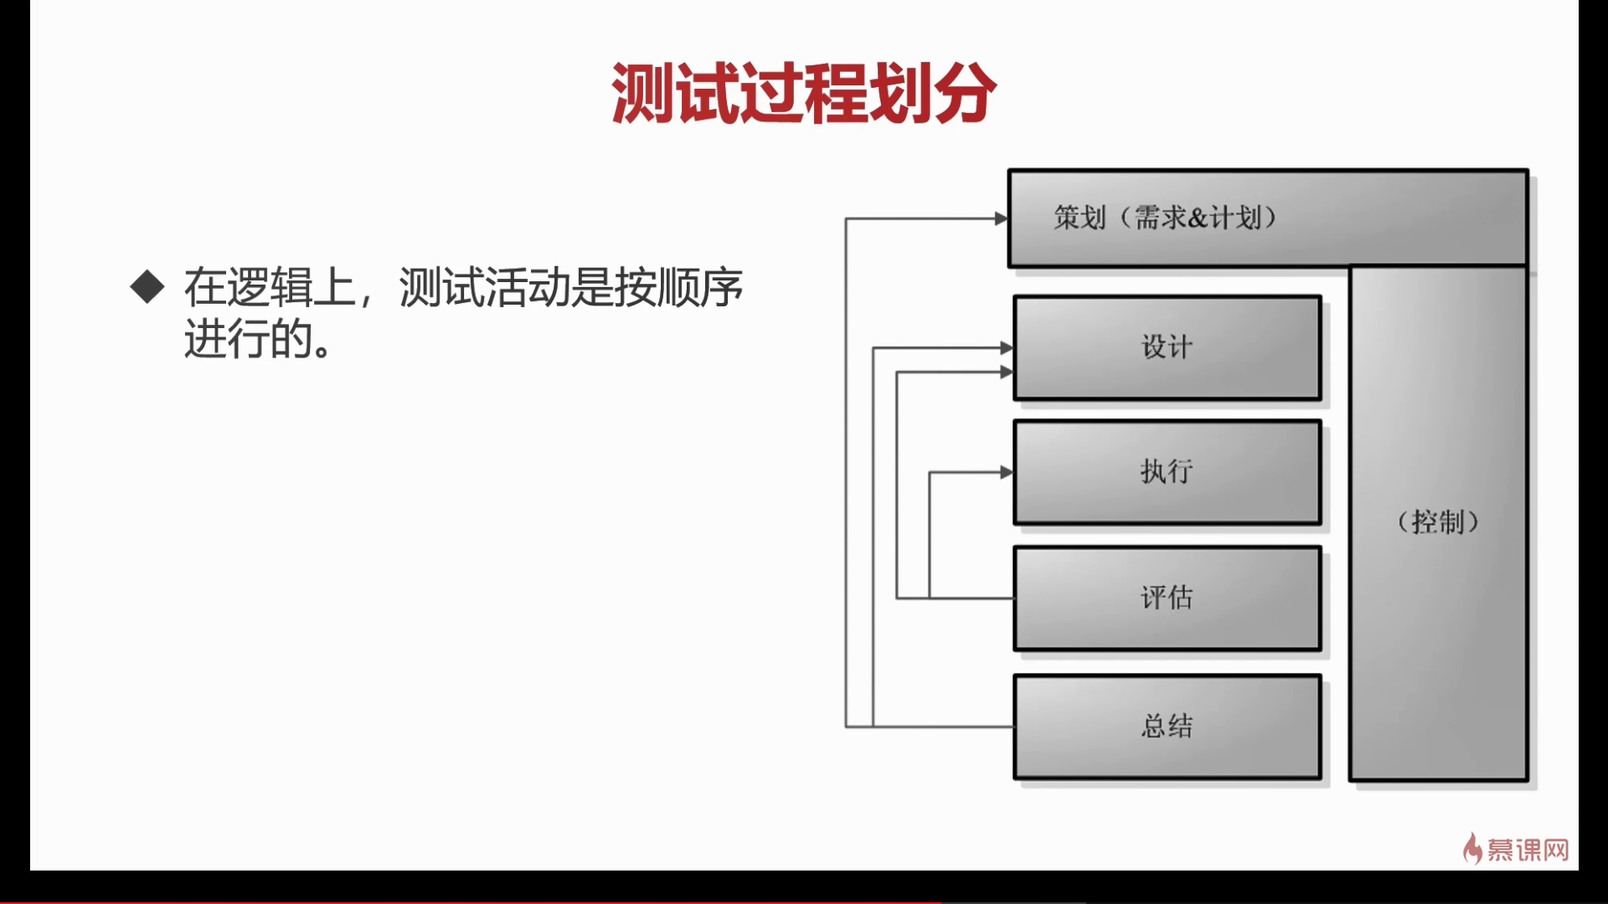 测试过程划分
◆ 在逻辑上，测试活动是按顺序
进行的。
策划（需求&计划）
设计
执行
（控制）
评估
总结
慕课网